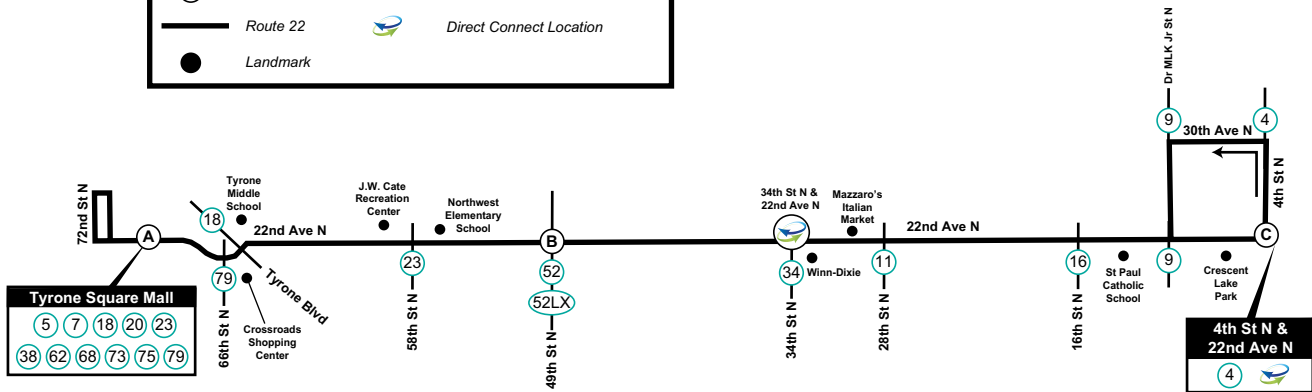 Route 22
Direct Connect Location
Landmark
Dr MLK Jr St N
9
4
30th Ave N
4th St N
72nd St N
A
18
Tyrone
Middle
School
22nd Ave N
79
66th St N
Tyrone Blvd
Crossroads
Shopping
Center
J.W. Cate
Recreation
Center
23
58th St N
Northwest
Elementary
School
B
52
52LX
49th St N
34th St N &
22nd Ave N
34
34th St N
Winn-Dixie
Mazzaro's
Italian
Market
11
28th St N
22nd Ave N
16
16th St N
St Paul
Catholic
School
9
Crescent
Lake
Park
C
Tyrone Square Mall
5 7 18 20 23
38 62 68 73 75 79
4th St N &
22nd Ave N
4